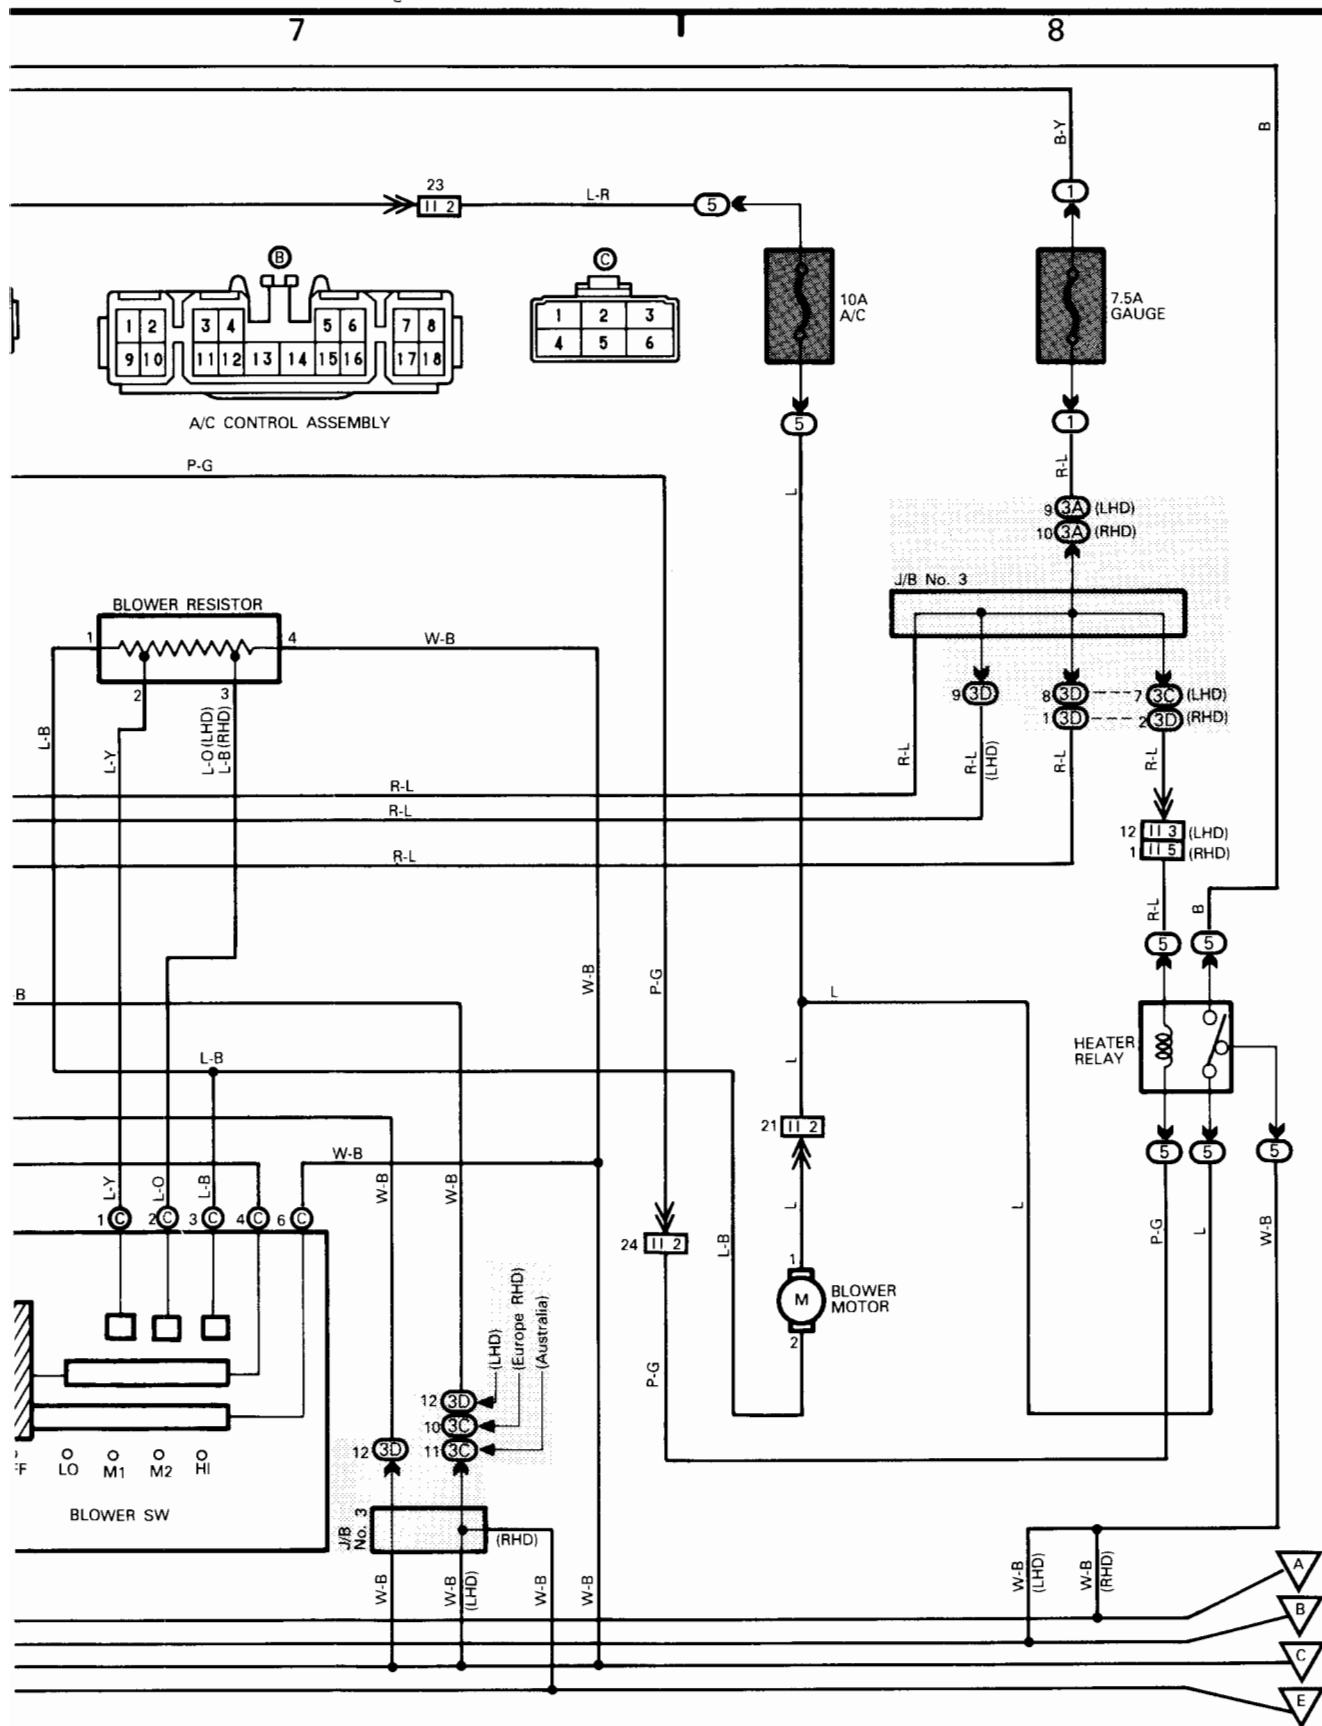 7 8
B-Y
B
23
II 2
L-R
5
1
B
C
1 2 3 4 5 6 7 8
9 10 11 12 13 14 15 16 17 18
1 2 3
4 5 6
10A
A/C
7.5A
GAUGE
A/C CONTROL ASSEMBLY
5
1
P-G
L
R-L
9 3A (LHD)
10 3A (RHD)
J/B No. 3
BLOWER RESISTOR
1 4
W-B
2 3
9 3D
8 3D 7 3C (LHD)
1 3D 2 3D (RHD)
L-B
L-Y
L-O (LHD)
L-B (RHD)
R-L
R-L
(LHD)
R-L
R-L
R-L
R-L
R-L
12 II 3 (LHD)
1 II 5 (RHD)
R-L
B
5 5
W-B
P-G
-B
L
HEATER
RELAY
L-B
L
21 II 2
5 5 5
W-B
L-Y
L-O
L-B
W-B
W-B
L
L
P-G
L
W-B
1 C 2 C 3 C 4 C 6 C
24 II 2
L-B
1
M
BLOWER
MOTOR
2
(LHD)
(Europe RHD)
(Australia)
P-G
12 3D
10 3C
12 3D 11 3C
FF LO M1 M2 HI
BLOWER SW
J/B
No. 3
(RHD)
W-B
W-B
(LHD)
W-B
W-B
W-B
(LHD)
W-B
(RHD)
A
B
C
E